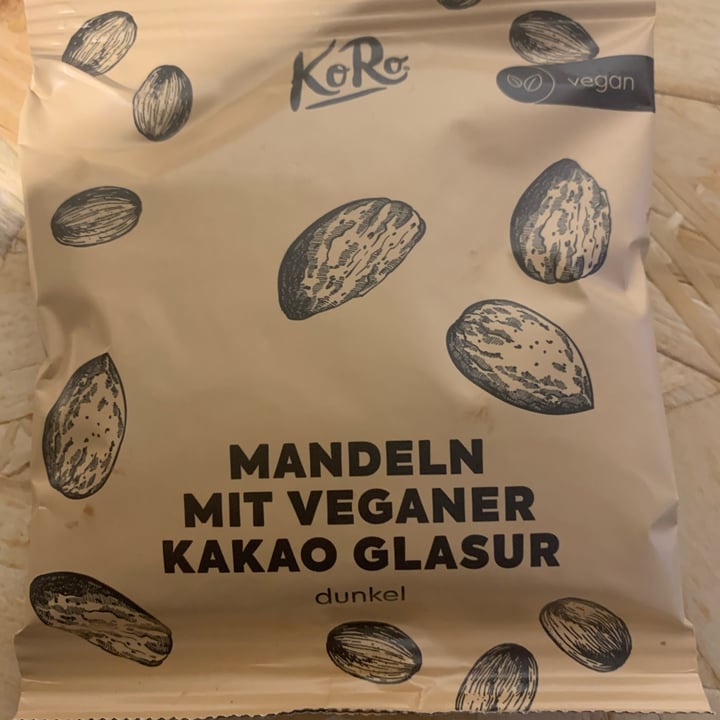 KoRo
vegan
MANDELN
MIT VEGANER
KAKAO GLASUR
dunkel